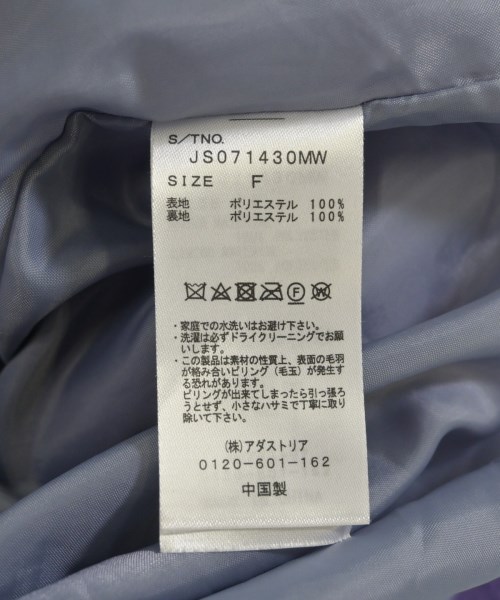 S/TNO.
JS071430MW
SIZE F
表地 ポリエステル 100%
裏地 ポリエステル 100%
F W
・家庭での水洗いはお避け下さい。
・洗濯は必ずドライクリーニングでお願
いします。
・この製品は素材の性質上、表面の毛羽
が絡み合いピリング(毛玉)が発生す
る恐れがあります。
ピリングが出来てしまったら引っ張ろ
うとせず、小さなハサミで丁寧に取り
除いて下さい。
(株)アダストリア
0120-601-162
中国製